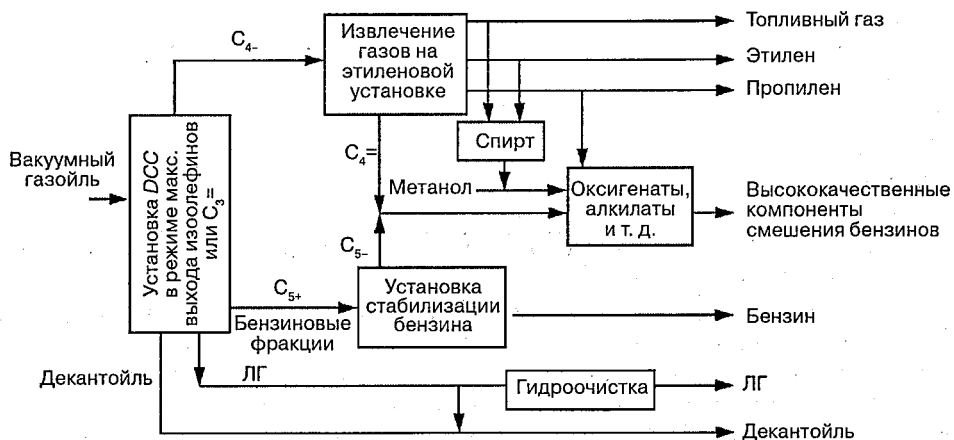 Извлечение
газов на
этиленовой
установке
C₄₋
Топливный газ
Этилен
Пропилен
Вакуумный
газойль
Установка DCC
в режиме макс.
выхода изоолефинов
или C₃=
C₄=
Спирт
Метанол
Оксигенаты,
алкилаты
и т. д.
Высококачественные
компоненты
смешения бензинов
C₅₋
C₅₊
Бензиновые
фракции
Установка
стабилизации
бензина
Бензин
Декантойль
ЛГ
Гидроочистка
ЛГ
Декантойль